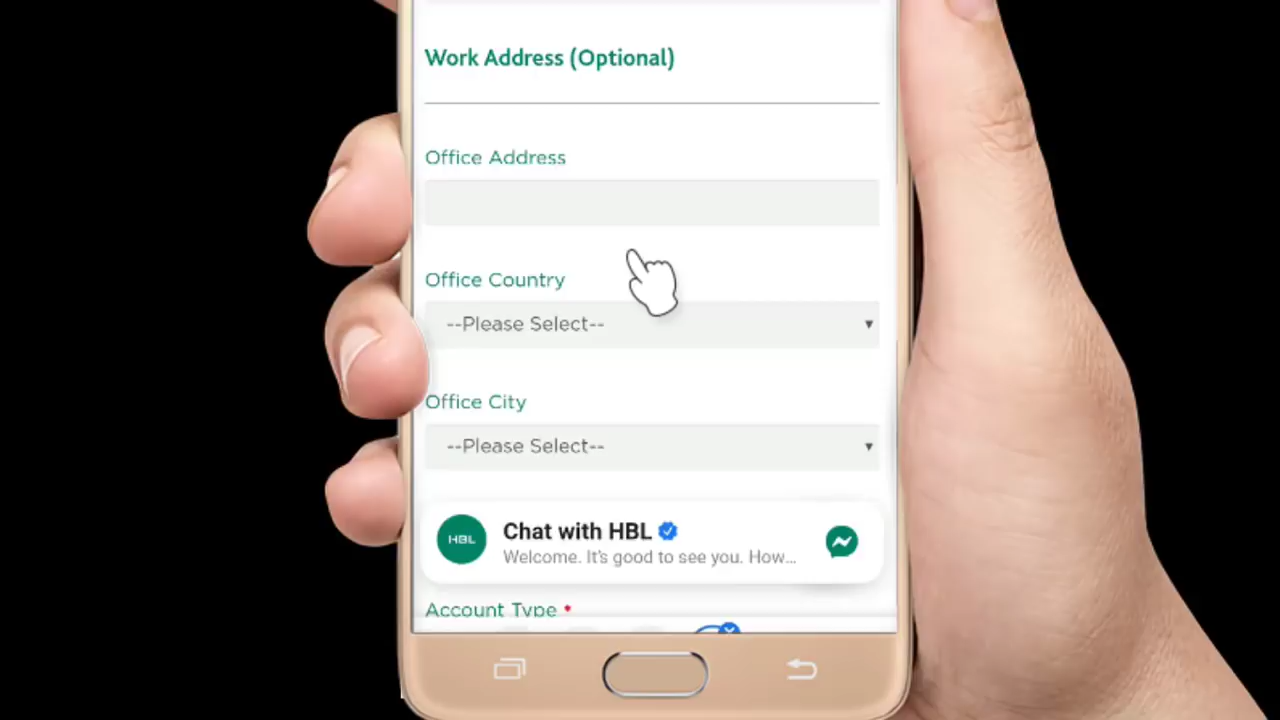 Work Address (Optional)
Office Address
Office Country
--Please Select--
Office City
--Please Select--
HBL
Chat with HBL
Welcome. It's good to see you. How...
Account Type *